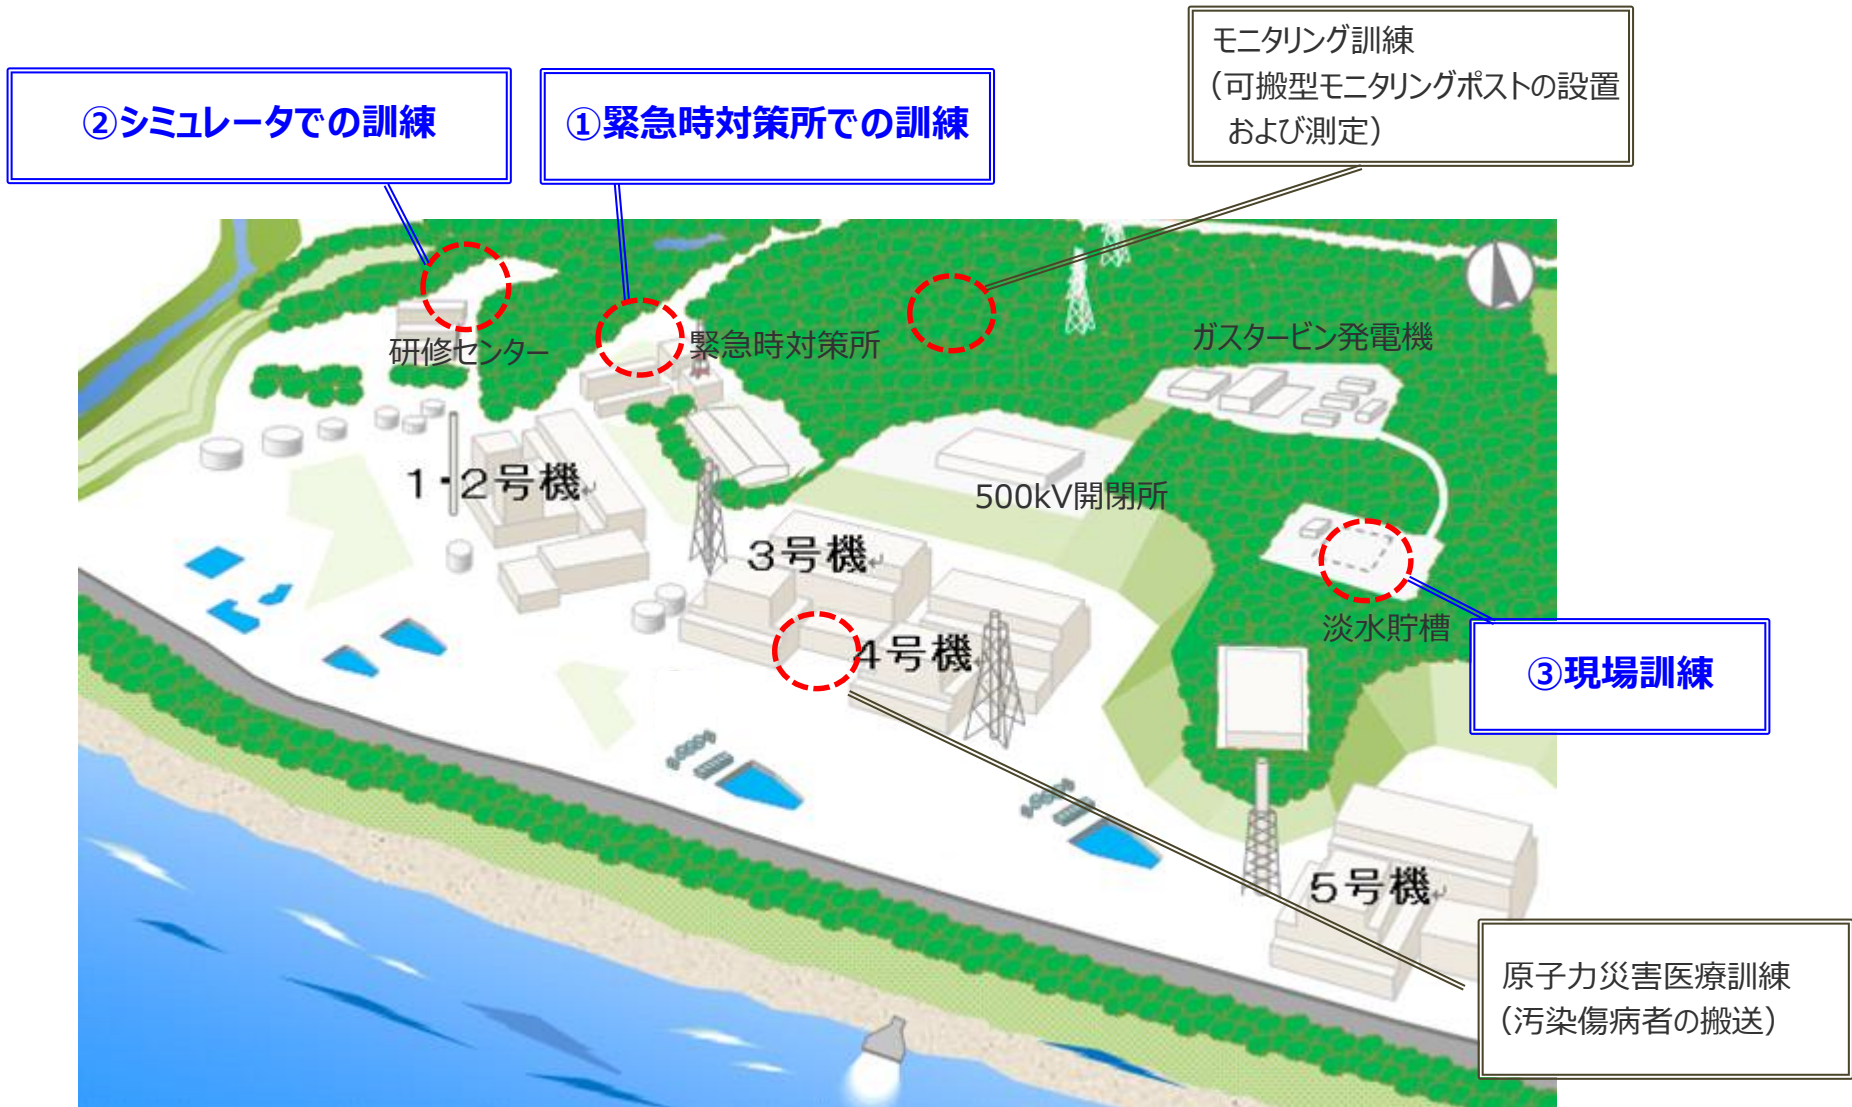 モニタリング訓練
（可搬型モニタリングポストの設置
および測定）
②シミュレータでの訓練
①緊急時対策所での訓練
研修センター
緊急時対策所
ガスタービン発電機
1・2号機
500kV開閉所
3号機
淡水貯槽
4号機
③現場訓練
5号機
原子力災害医療訓練
（汚染傷病者の搬送）